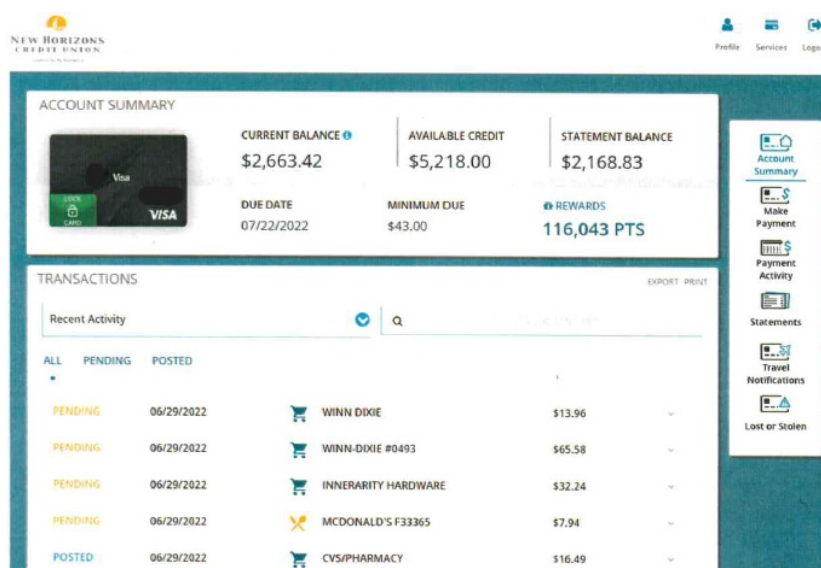 NEW HORIZONS
CREDIT UNION
Profile Services
ACCOUNT SUMMARY
Visa
LOCK
CARD
VISA
CURRENT BALANCE
$2,663.42
AVAILABLE CREDIT
$5,218.00
STATEMENT BALANCE
$2,168.83
DUE DATE
07/22/2022
MINIMUM DUE
$43.00
REWARDS
116,043 PTS
Account
Summary
Make
Payment
Payment
Activity
Statements
Travel
Notifications
Lost or Stolen
TRANSACTIONS
EXPORT PRINT
Recent Activity
ALL PENDING POSTED
PENDING 06/29/2022 WINN DIXIE $13.96
PENDING 06/29/2022 WINN-DIXIE #0493 $65.58
PENDING 06/29/2022 INNERARITY HARDWARE $32.24
PENDING 06/29/2022 MCDONALD'S F33365 $7.94
POSTED 06/29/2022 CVS/PHARMACY $16.49